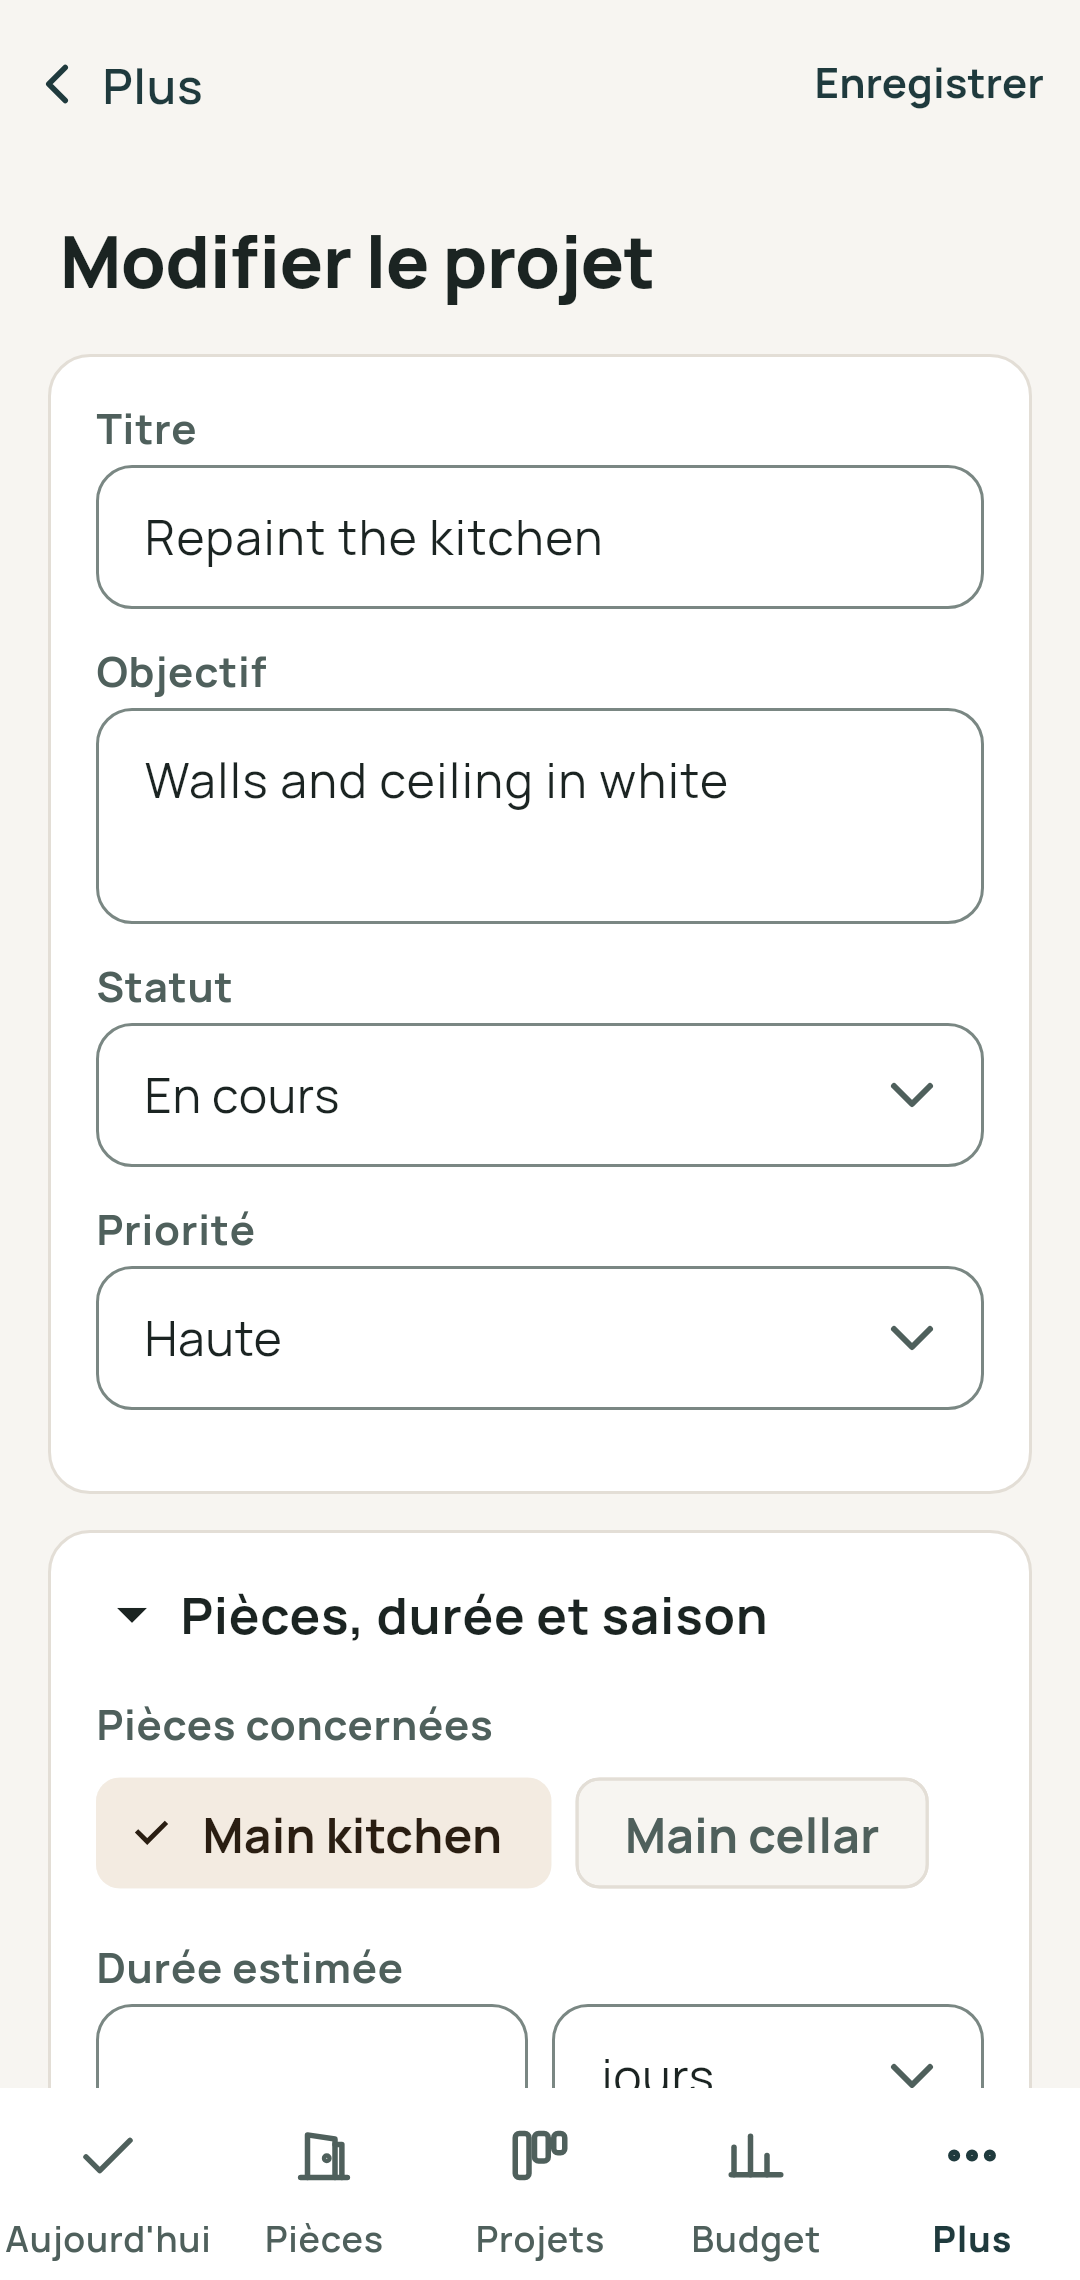 Plus
Enregistrer
Modifier le projet
Titre
Repaint the kitchen
Objectif
Walls and ceiling in white
Statut
En cours
Priorité
Haute
Pièces, durée et saison
Pièces concernées
Main kitchen
Main cellar
Durée estimée
jours
Aujourd'hui
Pièces
Projets
Budget
Plus